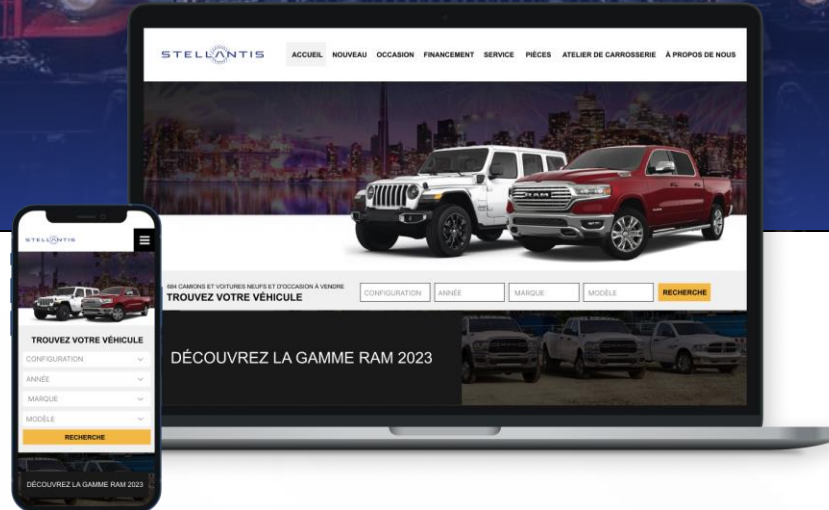 STELLANTIS
ACCUEIL NOUVEAU OCCASION FINANCEMENT SERVICE PIÈCES ATELIER DE CARROSSERIE À PROPOS DE NOUS
RAM
684 CAMIONS ET VOITURES NEUFS ET D'OCCASION À VENDRE
TROUVEZ VOTRE VÉHICULE
CONFIGURATION ANNÉE MARQUE MODÈLE RECHERCHE
DÉCOUVREZ LA GAMME RAM 2023
STELLANTIS
TROUVEZ VOTRE VÉHICULE
CONFIGURATION
ANNÉE
MARQUE
MODÈLE
RECHERCHE
DÉCOUVREZ LA GAMME RAM 2023